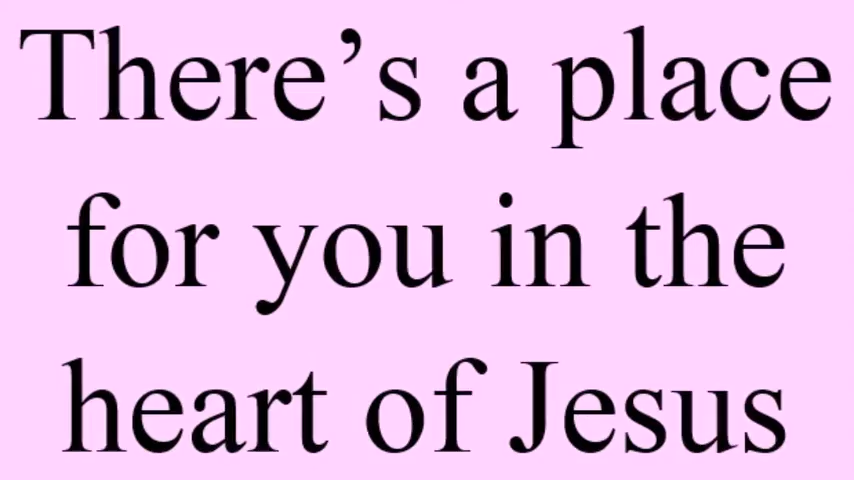 There’s a place
for you in the
heart of Jesus